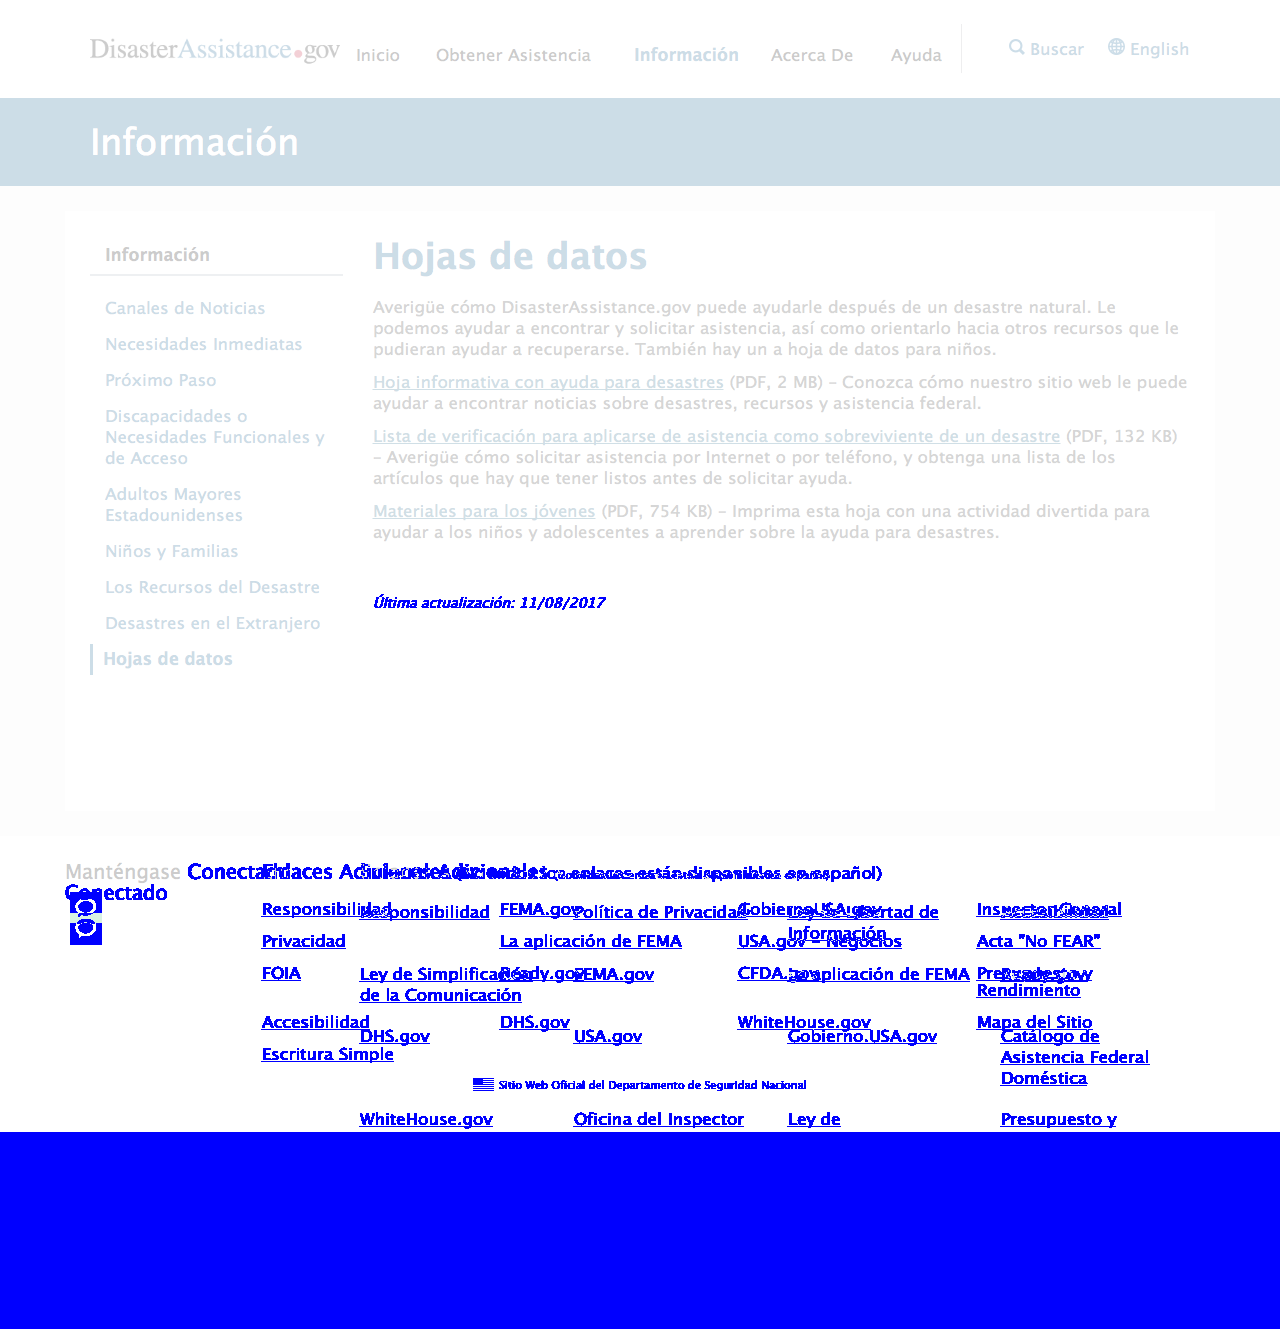 DisasterAssistance.gov Inicio Obtener Asistencia Información Acerca De Ayuda Buscar English
Información
Información
Canales de Noticias
Necesidades Inmediatas
Próximo Paso
Discapacidades o
Necesidades Funcionales y
de Acceso
Adultos Mayores
Estadounidenses
Niños y Familias
Los Recursos del Desastre
Desastres en el Extranjero
Hojas de datos
Hojas de datos
Averigüe cómo DisasterAssistance.gov puede ayudarle después de un desastre natural. Le
podemos ayudar a encontrar y solicitar asistencia, así como orientarlo hacia otros recursos que le
pudieran ayudar a recuperarse. También hay un a hoja de datos para niños.
Hoja informativa con ayuda para desastres (PDF, 2 MB) – Conozca cómo nuestro sitio web le puede
ayudar a encontrar noticias sobre desastres, recursos y asistencia federal.
Lista de verificación para aplicarse de asistencia como sobreviviente de un desastre (PDF, 132 KB)
– Averigüe cómo solicitar asistencia por Internet o por teléfono, y obtenga una lista de los
artículos que hay que tener listos antes de solicitar ayuda.
Materiales para los jóvenes (PDF, 754 KB) – Imprima esta hoja con una actividad divertida para
ayudar a los niños y adolescentes a aprender sobre la ayuda para desastres.
Última actualización: 11/08/2017
Manténgase
Conectado
enlaces están disponibles en español)
Responsibilidad FEMA.gov
Responsibilidad Política de Privacidad Ley de Libertad de
Información
Privacidad La aplicación de FEMA USA.gov - Negocios Acta "No FEAR"
FOIA Ready.gov CFDA.gov
Rendimiento
Ley de Simplificación FEMA.gov La aplicación de FEMA
de la Comunicación
Accesibilidad DHS.gov WhiteHouse.gov Mapa del Sitio
DHS.gov USA.gov Gobierno.USA.gov Catálogo de
Asistencia Federal
Doméstica
Escritura Simple
Sitio Web Oficial del Departamento de Seguridad Nacional
WhiteHouse.gov Oficina del Inspector Ley de Presupuesto y